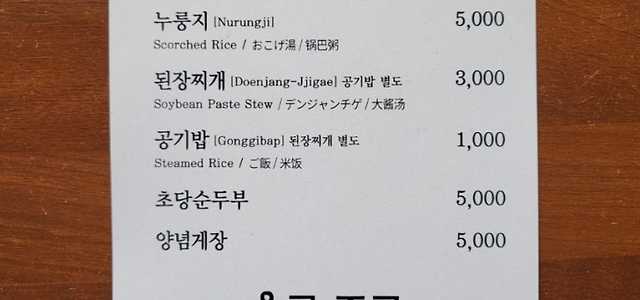 누룽지 [Nurungji] 5,000
Scorched Rice / おこげ湯 / 锅巴粥
된장찌개 [Doenjang-Jjigae] 공기밥 별도 3,000
Soybean Paste Stew / デンジャンチゲ / 大酱汤
공기밥 [Gonggibap] 된장찌개 별도 1,000
Steamed Rice / ご飯 / 米饭
초당순두부 5,000
양념게장 5,000